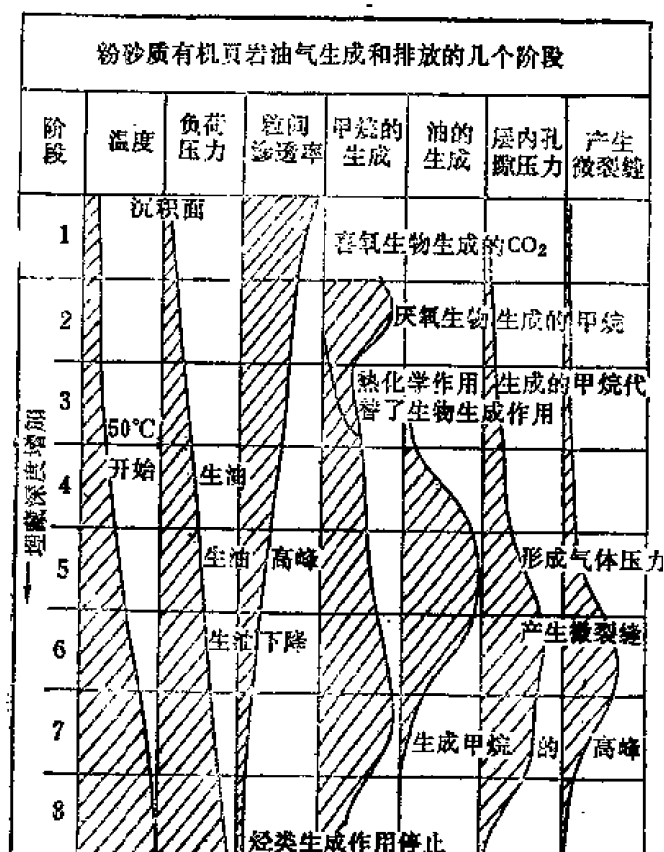 粉砂质有机页岩油气生成和排放的几个阶段
阶段
温度
负荷压力
粒间渗透率
甲烷的生成
油的生成
层内孔隙压力
产生微裂缝
沉积面
1
喜氧生物生成的CO₂
2
厌氧生物生成的甲烷
3
热化学作用生成的甲烷代
替了生物生成作用
50℃
开始生油
4
生油高峰
5
形成气体压力
产生微裂缝
生油下降
6
7
生成甲烷的高峰
8
烃类生成作用停止
埋藏深度增加